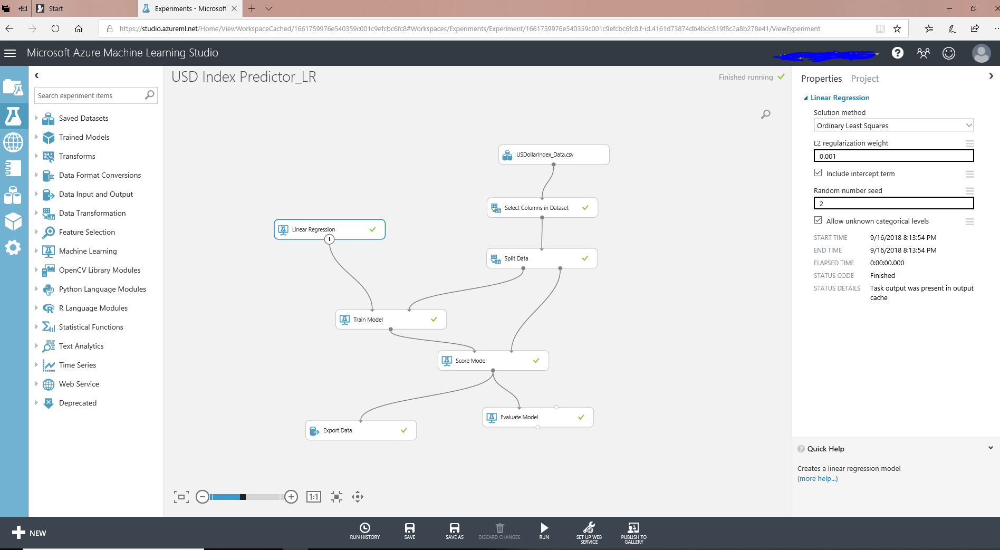 Start
Experiments - Microsoft
https://studio.azureml.net/Home/ViewWorkspaceCached/1661759976e540359c001c9efcbc6fc8#Workspaces/Experiments/Experiment/1661759976e540359c001c9efcbc6fc8.f-id.4161d73874db4bdc819f8c2a8b278e41/ViewExperiment
Microsoft Azure Machine Learning Studio
Search experiment items
Saved Datasets
Trained Models
Transforms
Data Format Conversions
Data Input and Output
Data Transformation
Feature Selection
Machine Learning
OpenCV Library Modules
Python Language Modules
R Language Modules
Statistical Functions
Text Analytics
Time Series
Web Service
Deprecated
USD Index Predictor_LR
Finished running
USDollarIndex_Data.csv
Select Columns in Dataset
Linear Regression
1
Split Data
Train Model
Score Model
Evaluate Model
Export Data
1:1
Properties Project
Linear Regression
Solution method
Ordinary Least Squares
L2 regularization weight
0.001
Include intercept term
Random number seed
2
Allow unknown categorical levels
START TIME 9/16/2018 8:13:54 PM
END TIME 9/16/2018 8:13:54 PM
ELAPSED TIME 0:00:00.000
STATUS CODE Finished
STATUS DETAILS Task output was present in output
cache
Quick Help
Creates a linear regression model
(more help...)
NEW
RUN HISTORY
SAVE
SAVE AS
DISCARD CHANGES
RUN
SET UP WEB
SERVICE
PUBLISH TO
GALLERY